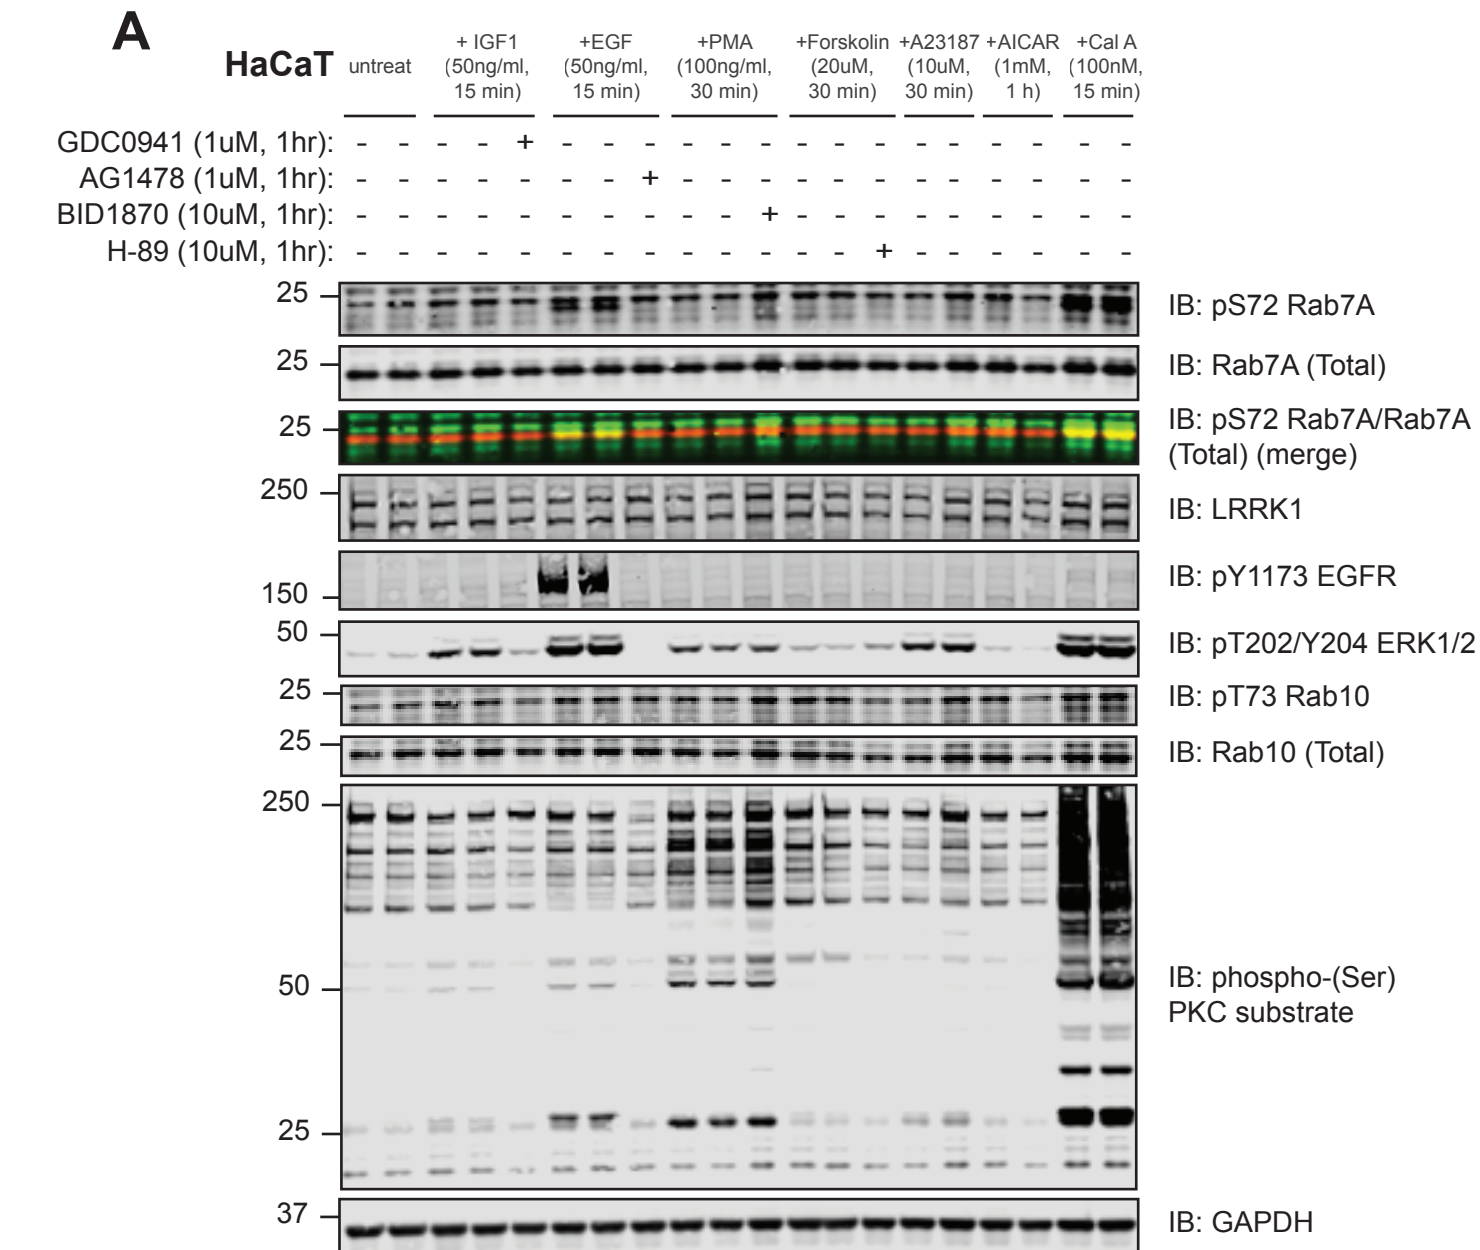 A
HaCaT
untreat
+ IGF1
(50ng/ml,
15 min)
+EGF
(50ng/ml,
15 min)
+PMA
(100ng/ml,
30 min)
+Forskolin
(20uM,
30 min)
+A23187
(10uM,
30 min)
+AICAR
(1mM,
1 h)
+Cal A
(100nM,
15 min)
GDC0941 (1uM, 1hr): - - - - + - - - - - - - - - - - - - - -
AG1478 (1uM, 1hr): - - - - - - - + - - - - - - - - - - - -
BID1870 (10uM, 1hr): - - - - - - - - - - + - - - - - - - - -
H-89 (10uM, 1hr): - - - - - - - - - - - - - + - - - - - -
25
IB: pS72 Rab7A
25
IB: Rab7A (Total)
25
IB: pS72 Rab7A/Rab7A
(Total) (merge)
250
IB: LRRK1
150
IB: pY1173 EGFR
50
IB: pT202/Y204 ERK1/2
25
IB: pT73 Rab10
25
IB: Rab10 (Total)
250
50
25
IB: phospho-(Ser)
PKC substrate
37
IB: GAPDH